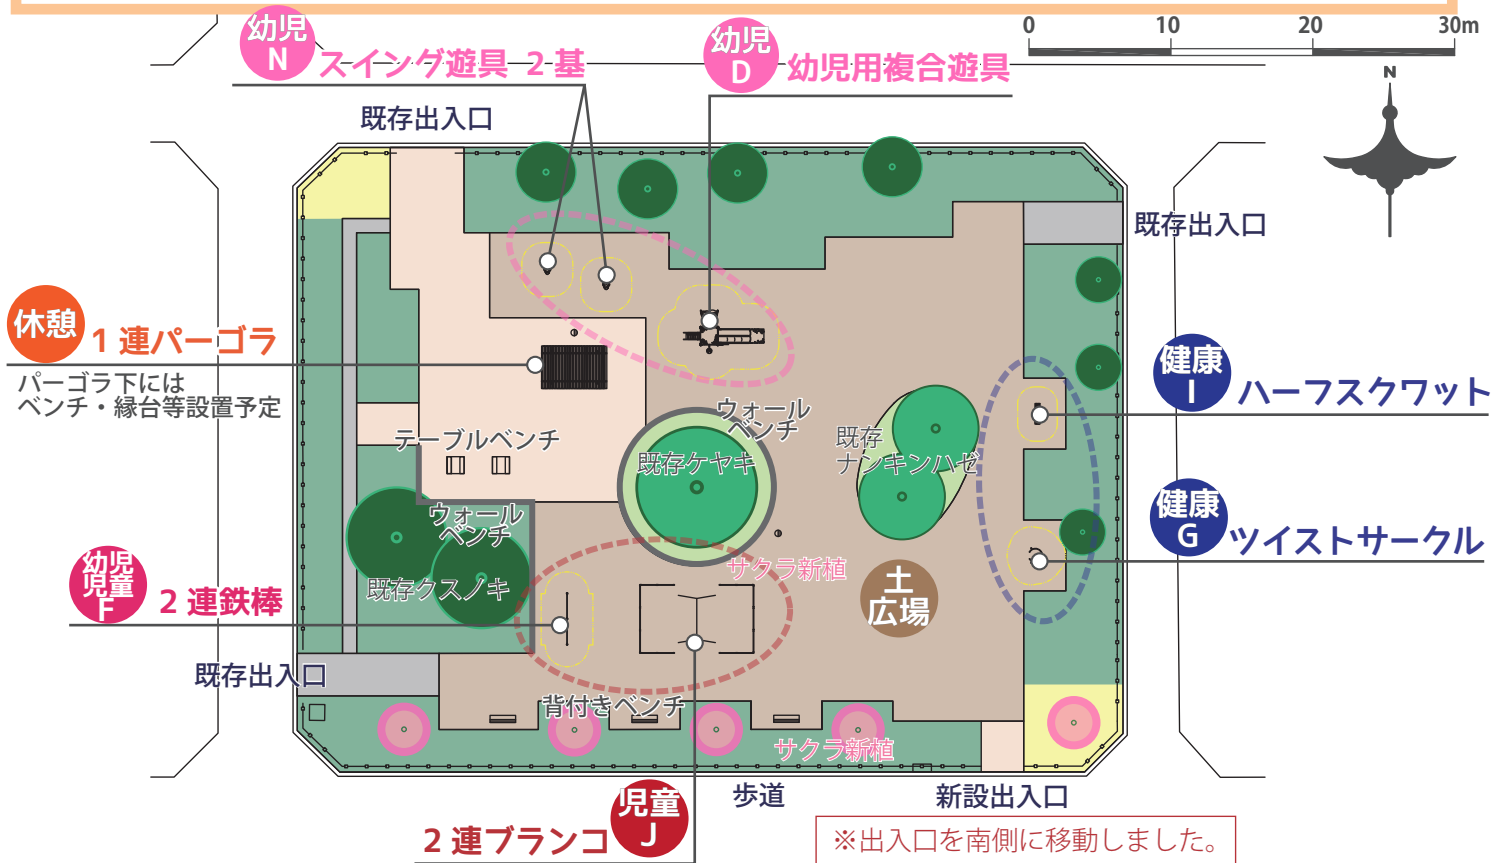 0 10 20 30m
幼児
N
スイング遊具 2 基
幼児
D
幼児用複合遊具
N
既存出入口
既存出入口
休憩
1 連パーゴラ
パーゴラ下には
ベンチ・縁台等設置予定
健康
I
ハーフスクワット
ウォール
ベンチ
テーブルベンチ
既存
ナンキンハゼ
既存ケヤキ
ウォール
ベンチ
健康
G
ツイストサークル
幼児
児童
F
2 連鉄棒
既存クスノキ
サクラ新植
土
広場
既存出入口
背付きベンチ
サクラ新植
歩道
新設出入口
児童
J
2 連ブランコ
※出入口を南側に移動しました。